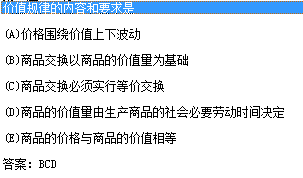 价值规律的内容和要求是
(A)价格围绕价值上下波动
(B)商品交换以商品的价值量为基础
(C)商品交换必须实行等价交换
(D)商品的价值量由生产商品的社会必要劳动时间决定
(E)商品的价格与商品的价值相等
答案: BCD